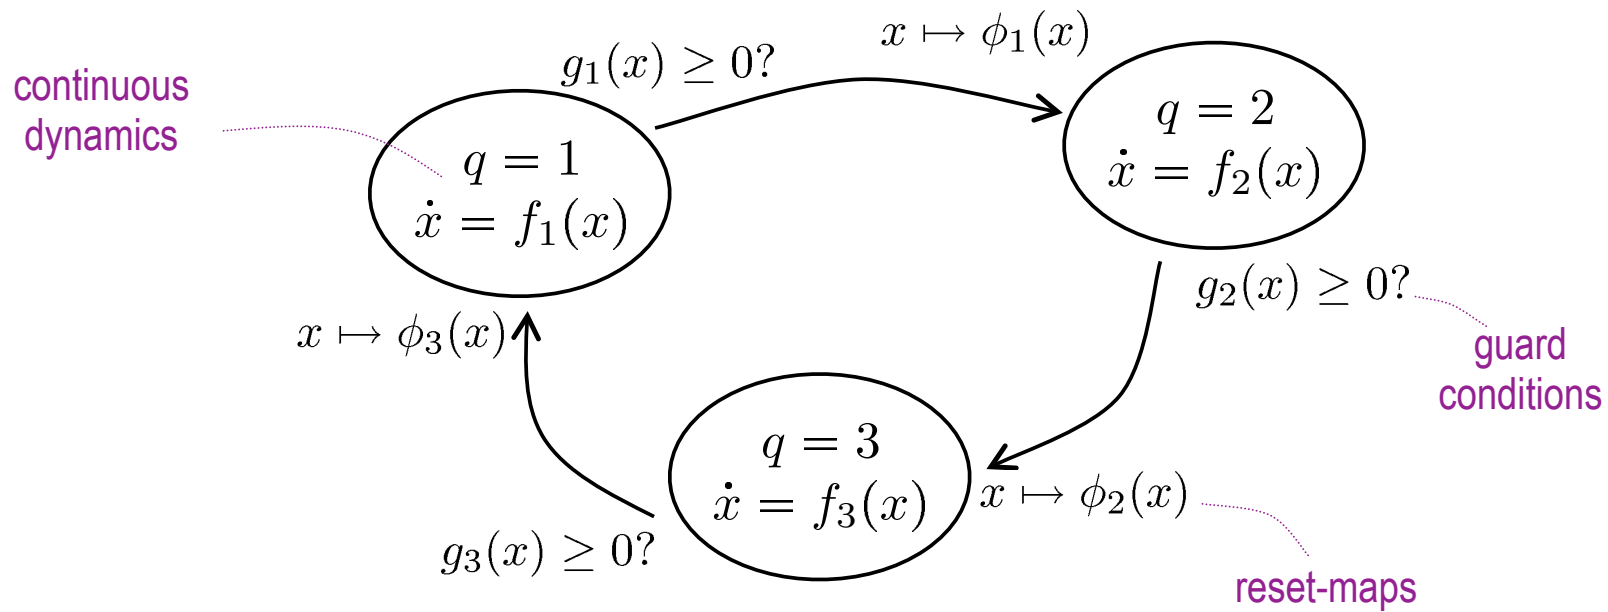 x ↦ ϕ₁(x)
g₁(x) ≥ 0?
continuous
dynamics
q = 1
ẋ = f₁(x)
q = 2
ẋ = f₂(x)
g₂(x) ≥ 0?
guard
conditions
x ↦ ϕ₃(x)
q = 3
ẋ = f₃(x)
x ↦ ϕ₂(x)
g₃(x) ≥ 0?
reset-maps